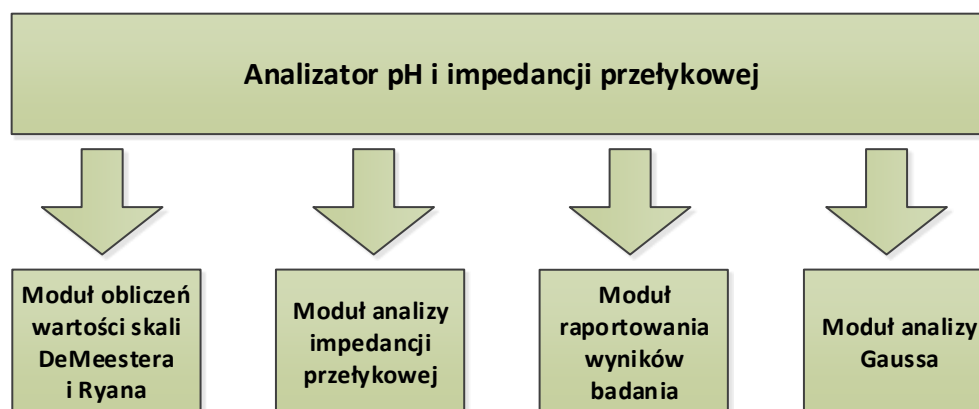 Analizator pH i impedancji przełykowej
Moduł obliczeń
wartości skali
DeMeestera
i Ryana
Moduł analizy
impedancji
przełykowej
Moduł
raportowania
wyników
badania
Moduł analizy
Gaussa